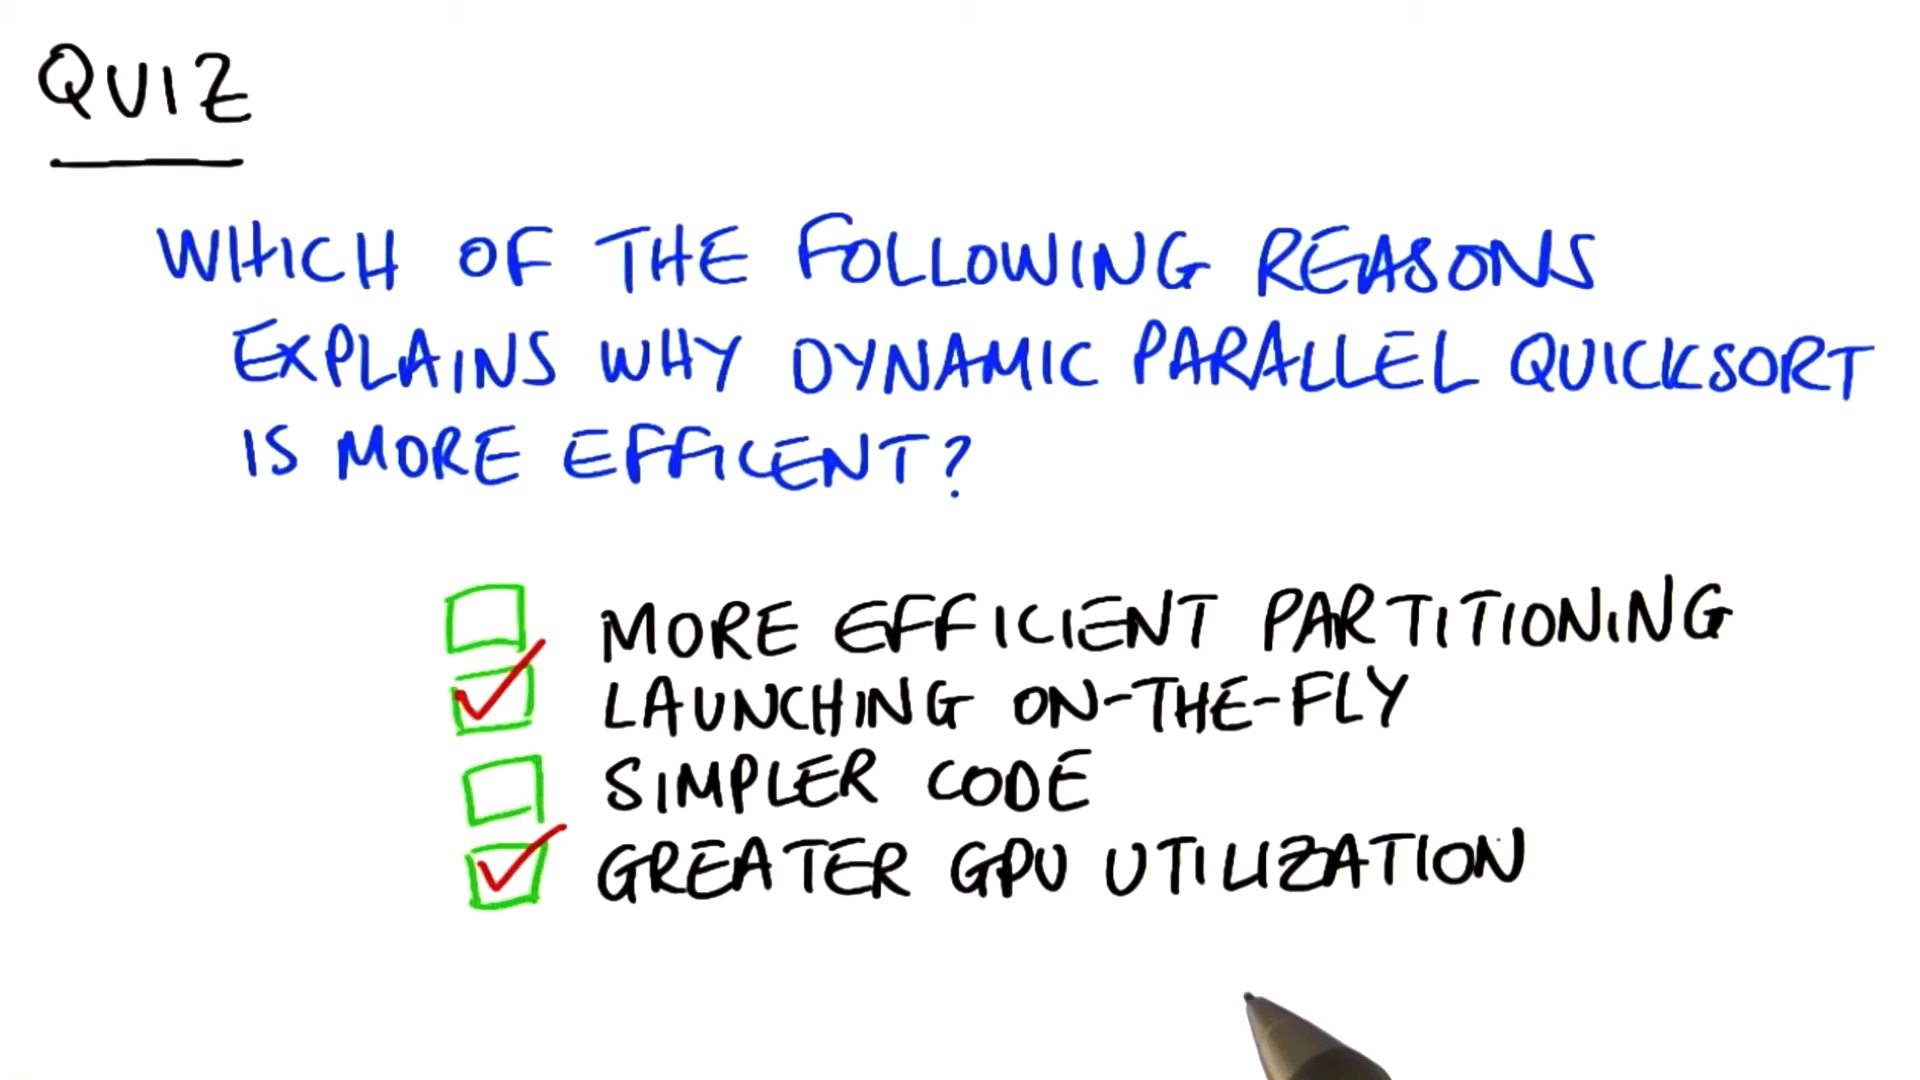 QUIZ
WHICH OF THE FOLLOWING REASONS
EXPLAINS WHY DYNAMIC PARALLEL QUICKSORT
IS MORE EFFICENT?
MORE EFFICIENT PARTITIONING
LAUNCHING ON-THE-FLY
SIMPLER CODE
GREATER GPU UTILIZATION